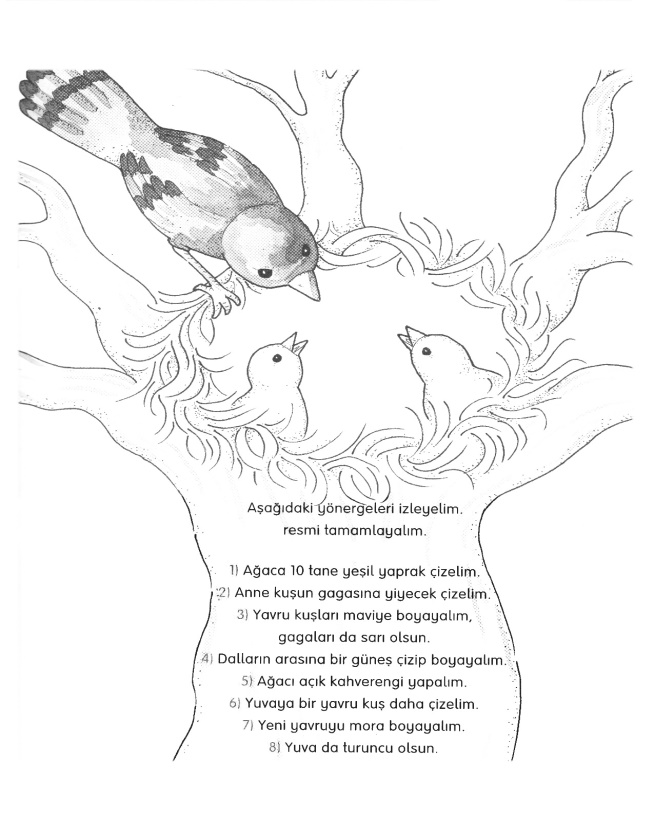 Aşağıdaki yönergeleri izleyelim.
resmi tamamlayalım.
1) Ağaca 10 tane yeşil yaprak çizelim.
2) Anne kuşun gagasına yiyecek çizelim.
3) Yavru kuşları maviye boyayalım,
gagaları da sarı olsun.
4) Dalların arasına bir güneş çizip boyayalım.
5) Ağacı açık kahverengi yapalım.
6) Yuvaya bir yavru kuş daha çizelim.
7) Yeni yavruyu mora boyayalım.
8) Yuva da turuncu olsun.